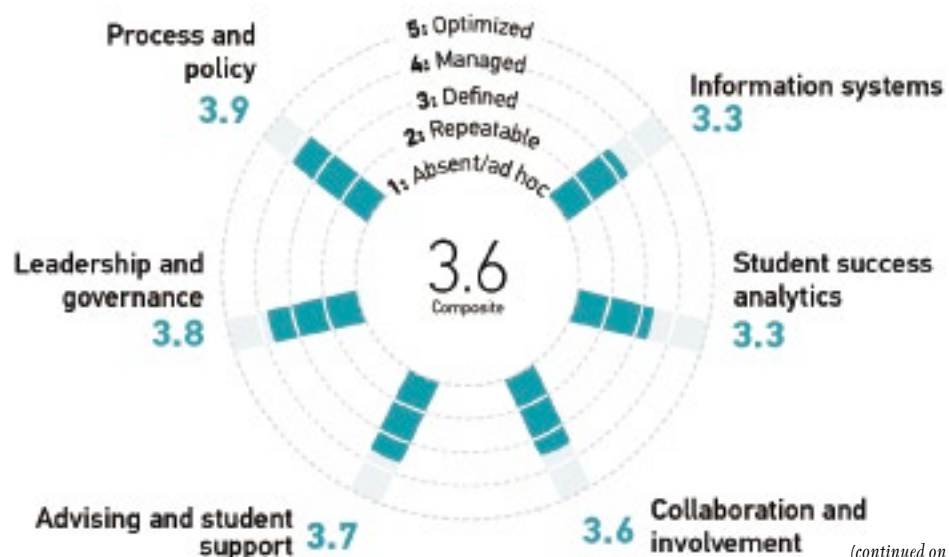 5: Optimized
4: Managed
3: Defined
2: Repeatable
1: Absent/ad hoc
Process and
policy
3.9
Information systems
3.3
Leadership and
governance
3.8
3.6
Composite
Student success
analytics
3.3
Advising and student
support
3.7
3.6
Collaboration and
involvement
(continued on